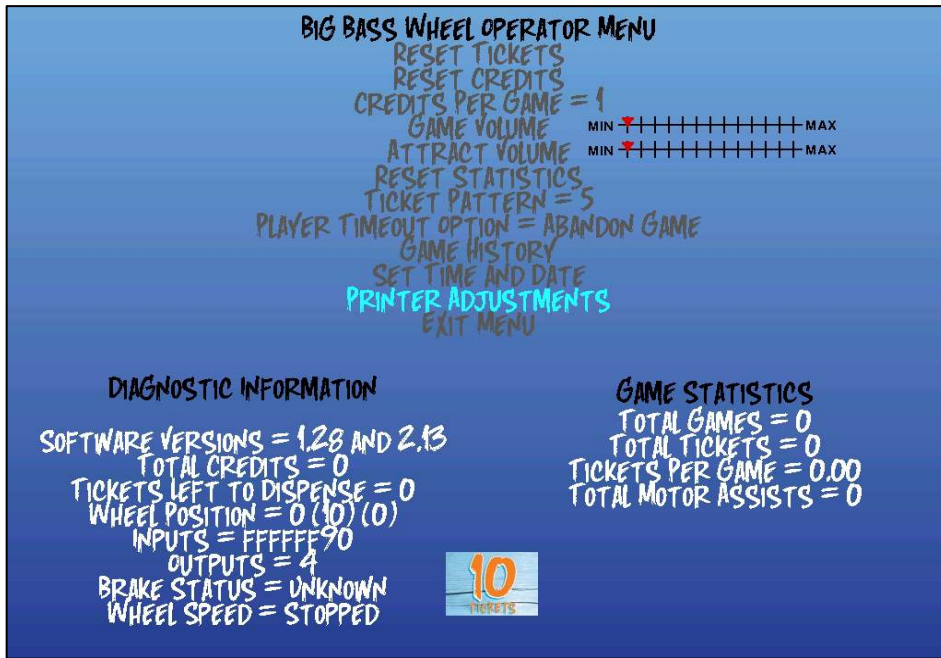 BIG BASS WHEEL OPERATOR MENU
RESET TICKETS
RESET CREDITS
CREDITS PER GAME = 1
GAME VOLUME MIN MAX
ATTRACT VOLUME MIN MAX
RESET STATISTICS
TICKET PATTERN = 5
PLAYER TIMEOUT OPTION = ABANDON GAME
GAME HISTORY
SET TIME AND DATE
PRINTER ADJUSTMENTS
EXIT MENU
DIAGNOSTIC INFORMATION
SOFTWARE VERSIONS = 1.28 AND 2.13
TOTAL CREDITS = 0
TICKETS LEFT TO DISPENSE = 0
WHEEL POSITION = 0 (10) (0)
INPUTS = FFFFFF90
OUTPUTS = 4
BRAKE STATUS = UNKNOWN
WHEEL SPEED = STOPPED
GAME STATISTICS
TOTAL GAMES = 0
TOTAL TICKETS = 0
TICKETS PER GAME = 0.00
TOTAL MOTOR ASSISTS = 0
10
TICKETS